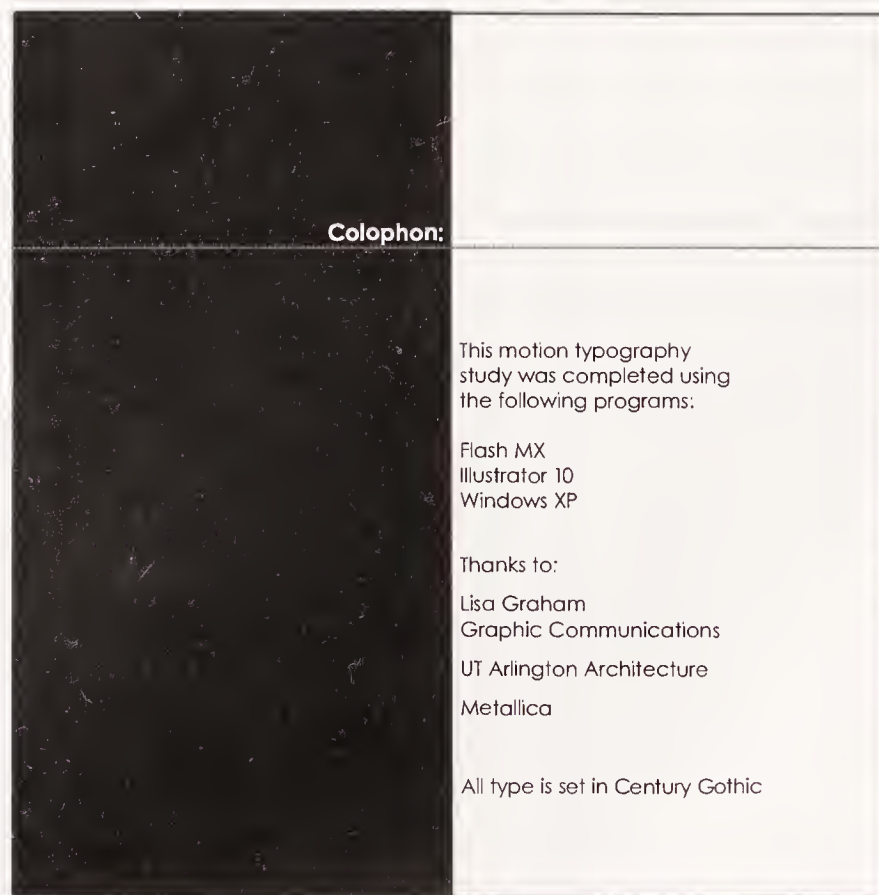 Colophon:
This motion typography
study was completed using
the following programs:
Flash MX
Illustrator 10
Windows XP
Thanks to:
Lisa Graham
Graphic Communications
UT Arlington Architecture
Metallica
All type is set in Century Gothic